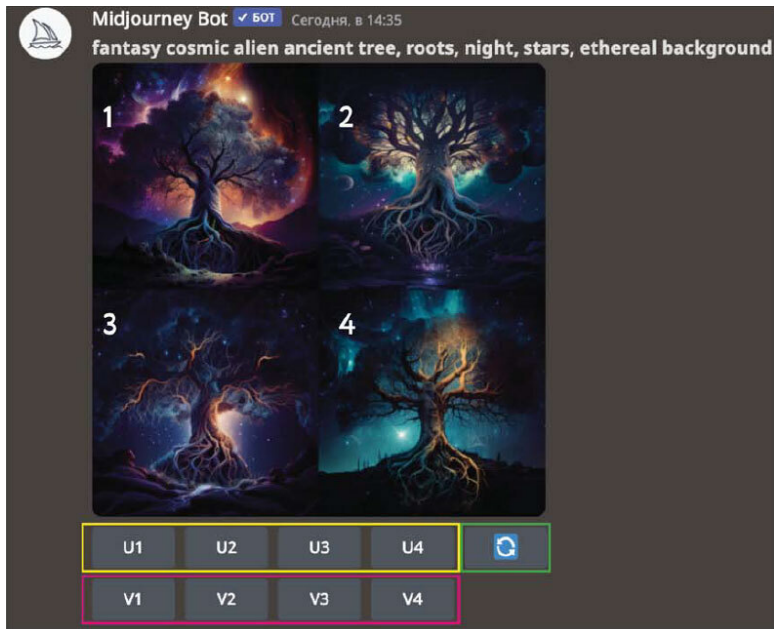 Midjourney Bot ✓ БОТ Сегодня, в 14:35
fantasy cosmic alien ancient tree, roots, night, stars, ethereal background
1
2
3
4
U1 U2 U3 U4
V1 V2 V3 V4